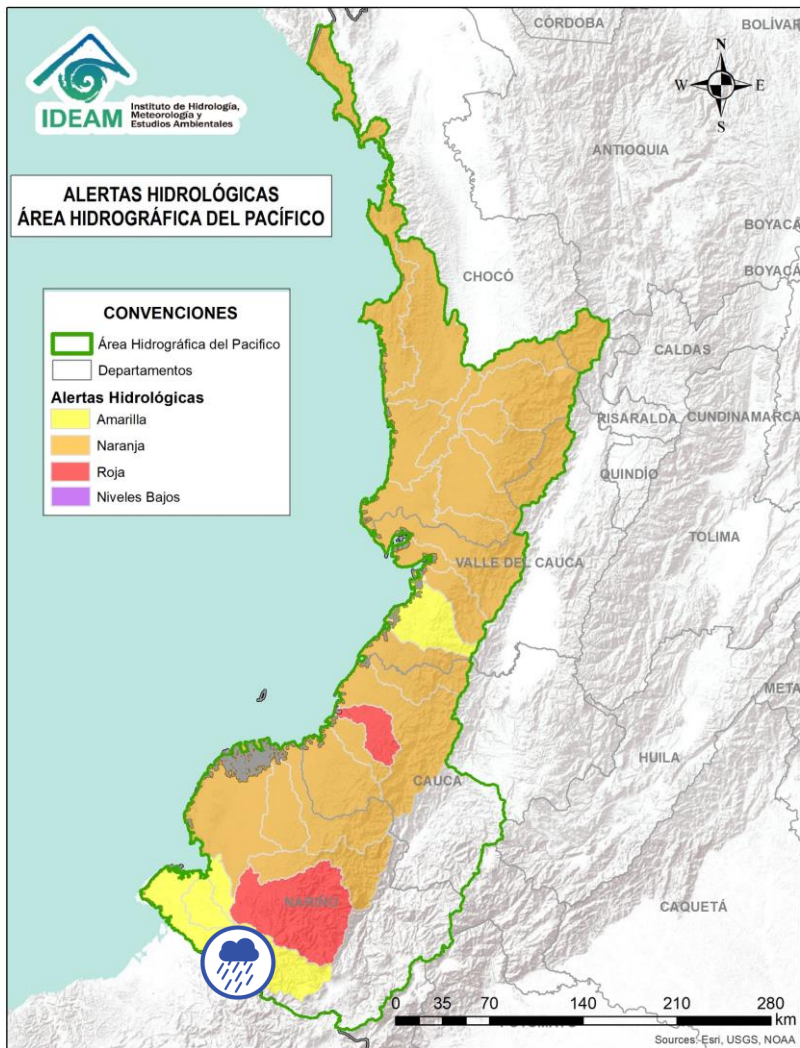 IDEAM
Instituto de Hidrología,
Meteorología y
Estudios Ambientales
CÓRDOBA
BOLÍVAR
N
W
E
S
ANTIOQUIA
ALERTAS HIDROLÓGICAS
ÁREA HIDROGRÁFICA DEL PACÍFICO
BOYACÁ
BOYACÁ
CHOCÓ
CONVENCIONES
Área Hidrográfica del Pacifico
Departamentos
Alertas Hidrológicas
Amarilla
Naranja
Roja
Niveles Bajos
CALDAS
RISARALDA
CUNDINAMARCA
QUINDÍO
TOLIMA
VALLE DEL CAUCA
META
HUILA
CAUCA
NARIÑO
CAQUETÁ
0 35 70 140 210 280
km
Sources: Esri, USGS, NOAA